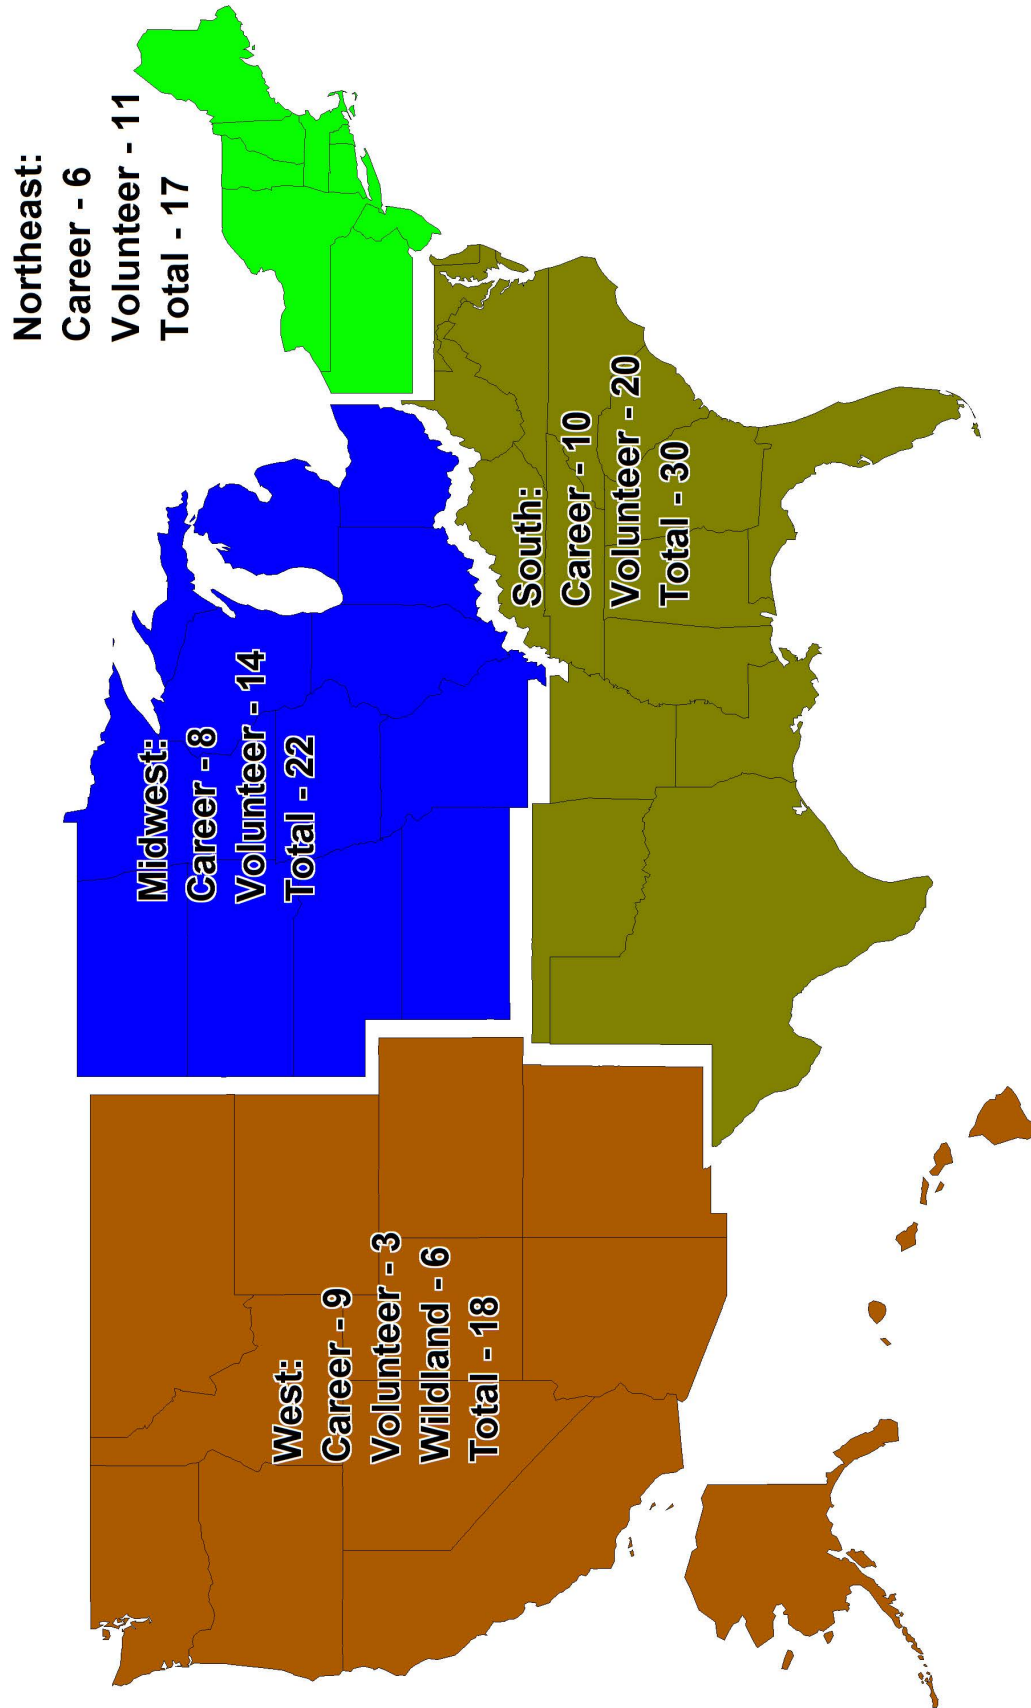 West:
Career - 9
Volunteer - 3
Wildland - 6
Total - 18
Midwest:
Career - 8
Volunteer - 14
Total - 22
South:
Career - 10
Volunteer - 20
Total - 30
Northeast:
Career - 6
Volunteer - 11
Total - 17